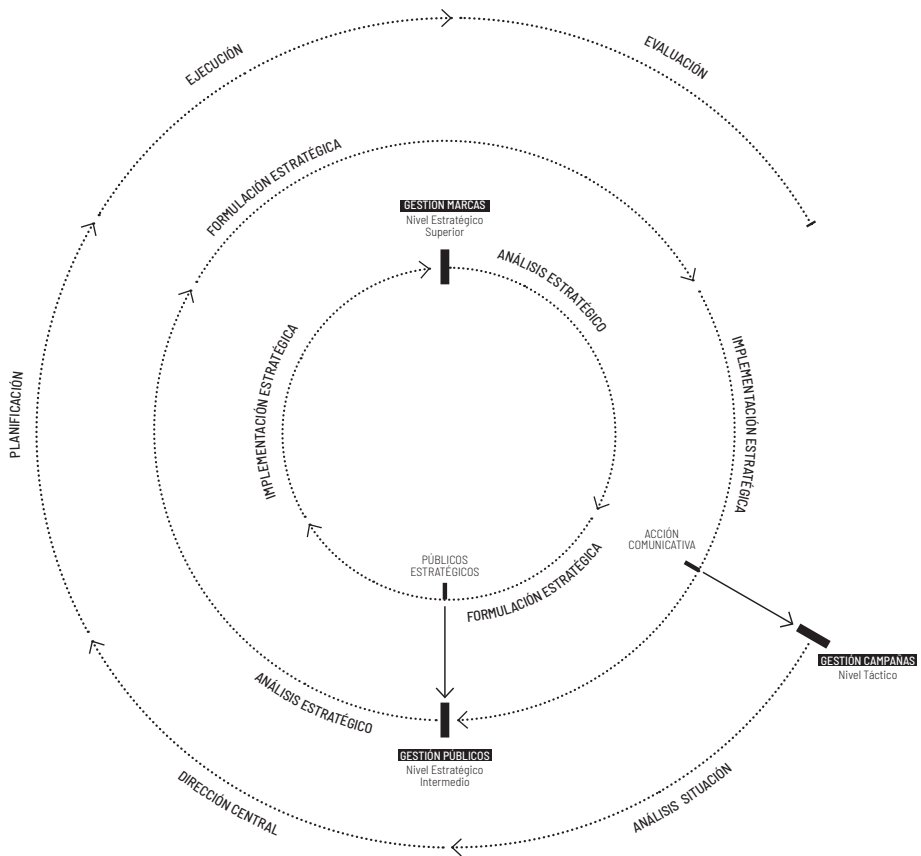 EJECUCIÓN
EVALUACIÓN
FORMULACIÓN ESTRATÉGICA
GESTIÓN MARCAS
Nivel Estratégico
Superior
ANÁLISIS ESTRATÉGICO
IMPLEMENTACIÓN ESTRATÉGICA
IMPLEMENTACIÓN ESTRATÉGICA
PLANIFICACIÓN
ACCIÓN
COMUNICATIVA
PÚBLICOS
ESTRATÉGICOS
FORMULACIÓN ESTRATÉGICA
GESTIÓN CAMPAÑAS
Nivel Táctico
ANÁLISIS ESTRATÉGICO
GESTIÓN PÚBLICOS
Nivel Estratégico
Intermedio
DIRECCIÓN CENTRAL
ANÁLISIS SITUACIÓN